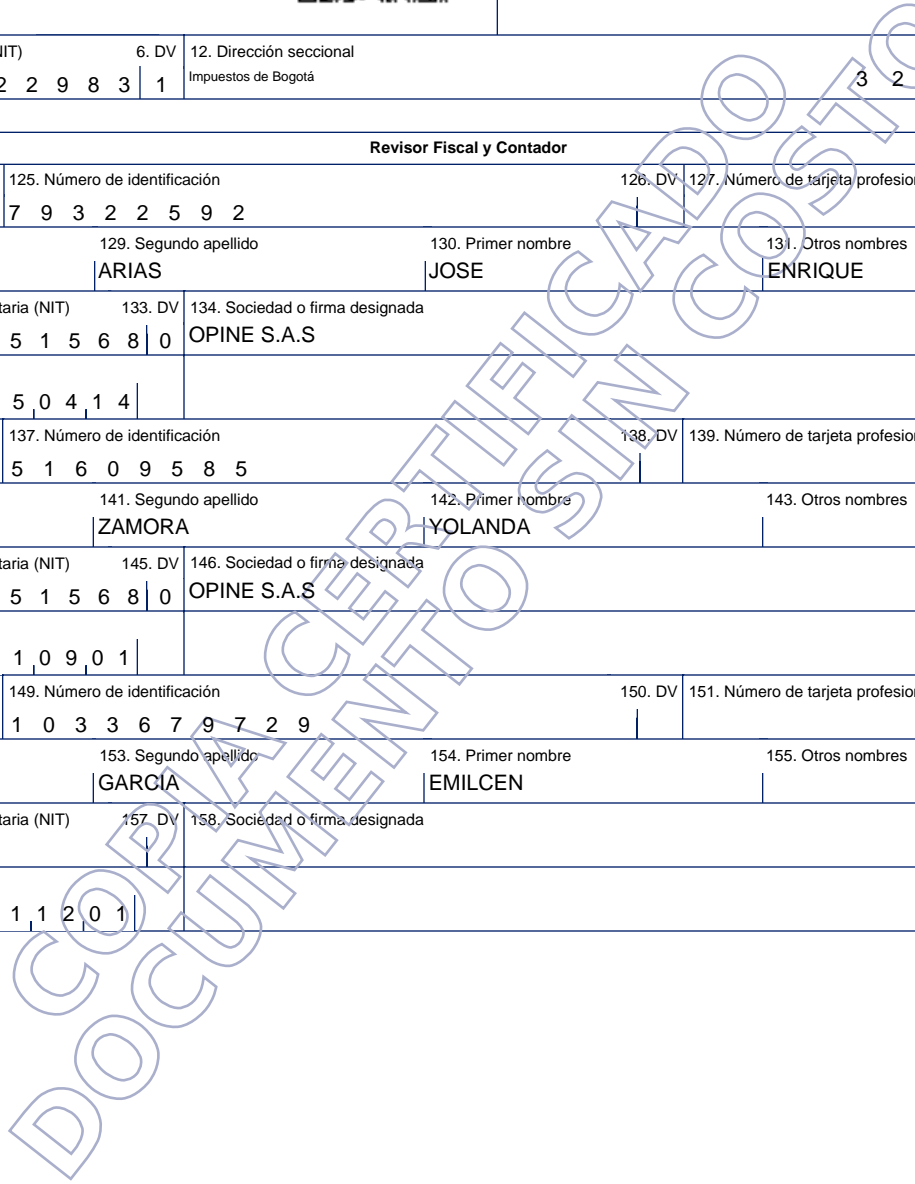 NIT) 6. DV 12. Dirección seccional
2 2 9 8 3 1 Impuestos de Bogotá 3 2
Revisor Fiscal y Contador
125. Número de identificación 126. DV 127. Número de tarjeta profesion
7 9 3 2 2 5 9 2
129. Segundo apellido 130. Primer nombre 131. Otros nombres
ARIAS JOSE ENRIQUE
taria (NIT) 133. DV 134. Sociedad o firma designada
5 1 5 6 8 0 OPINE S.A.S
5 0 4 1 4
137. Número de identificación 138. DV 139. Número de tarjeta profesion
5 1 6 0 9 5 8 5
141. Segundo apellido 142. Primer nombre 143. Otros nombres
ZAMORA YOLANDA
taria (NIT) 145. DV 146. Sociedad o firma designada
5 1 5 6 8 0 OPINE S.A.S
1 0 9 0 1
149. Número de identificación 150. DV 151. Número de tarjeta profesion
1 0 3 3 6 7 9 7 2 9
153. Segundo apellido 154. Primer nombre 155. Otros nombres
GARCIA EMILCEN
taria (NIT) 157. DV 158. Sociedad o firma designada
1 1 2 0 1
COPIA CERTIFICADO
DOCUMENTO SIN COSTO